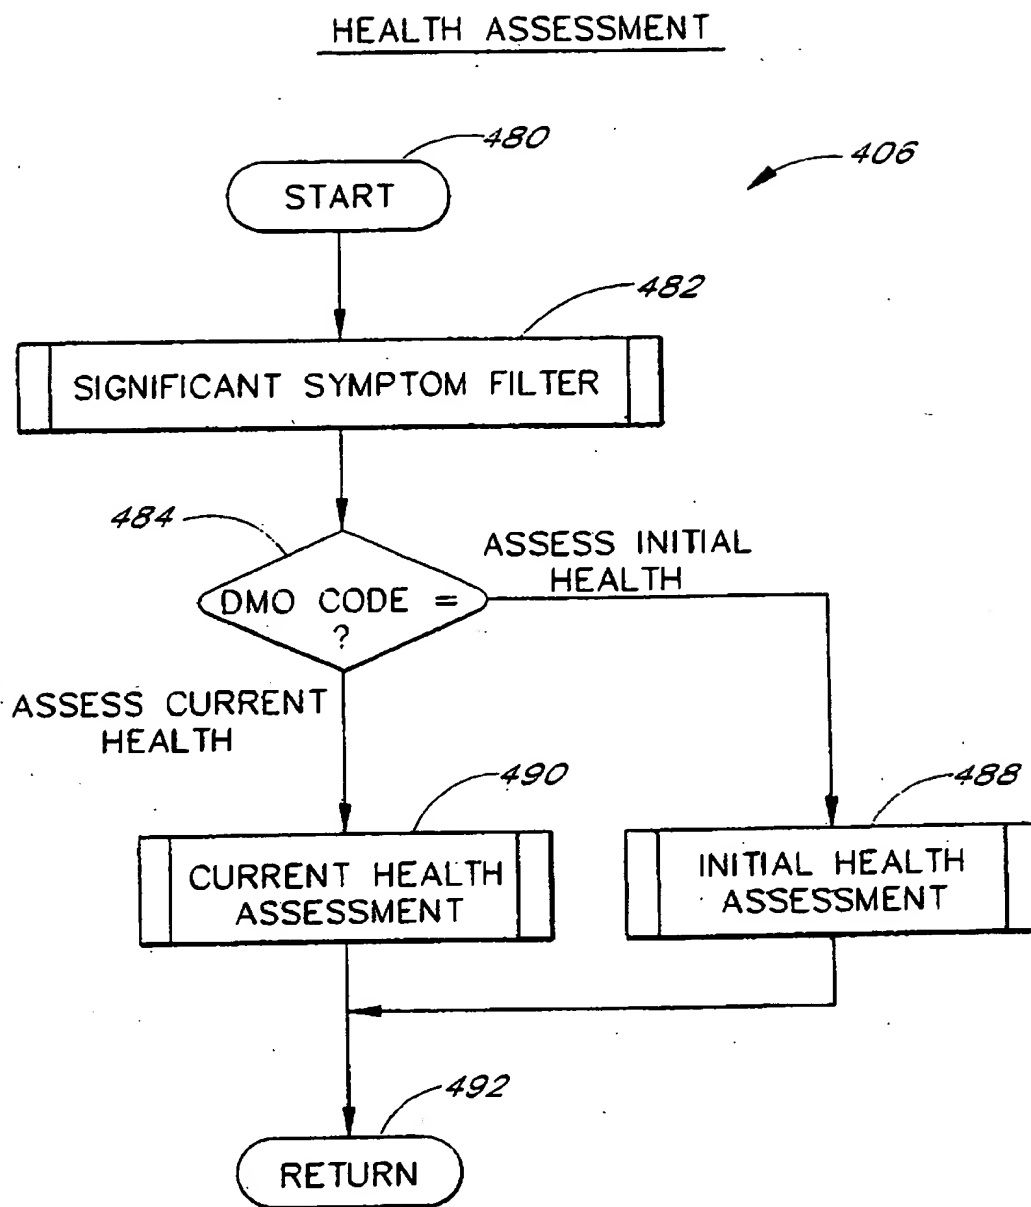 HEALTH ASSESSMENT
480
406
START
482
SIGNIFICANT SYMPTOM FILTER
484
ASSESS INITIAL
HEALTH
DMO CODE =
?
ASSESS CURRENT
HEALTH
490
488
CURRENT HEALTH
ASSESSMENT
INITIAL HEALTH
ASSESSMENT
492
RETURN